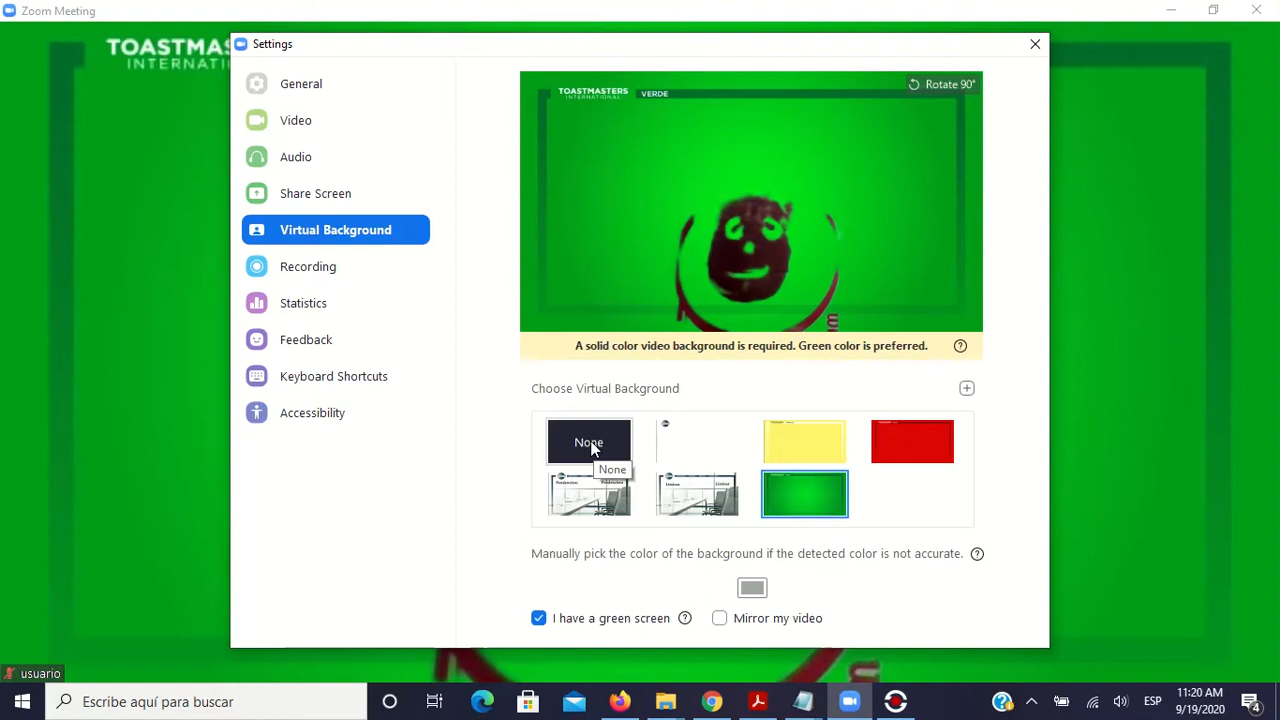 Zoom Meeting
TOASTMAS
INTERNATI
Settings
General
Video
Audio
Share Screen
Virtual Background
Recording
Statistics
Feedback
Keyboard Shortcuts
Accessibility
TOASTMASTERS
INTERNATIONAL
VERDE
Rotate 90°
A solid color video background is required. Green color is preferred.
Choose Virtual Background
None
None
Manually pick the color of the background if the detected color is not accurate.
I have a green screen
Mirror my video
usuario
Escribe aquí para buscar
ESP
11:20 AM
9/19/2020
4